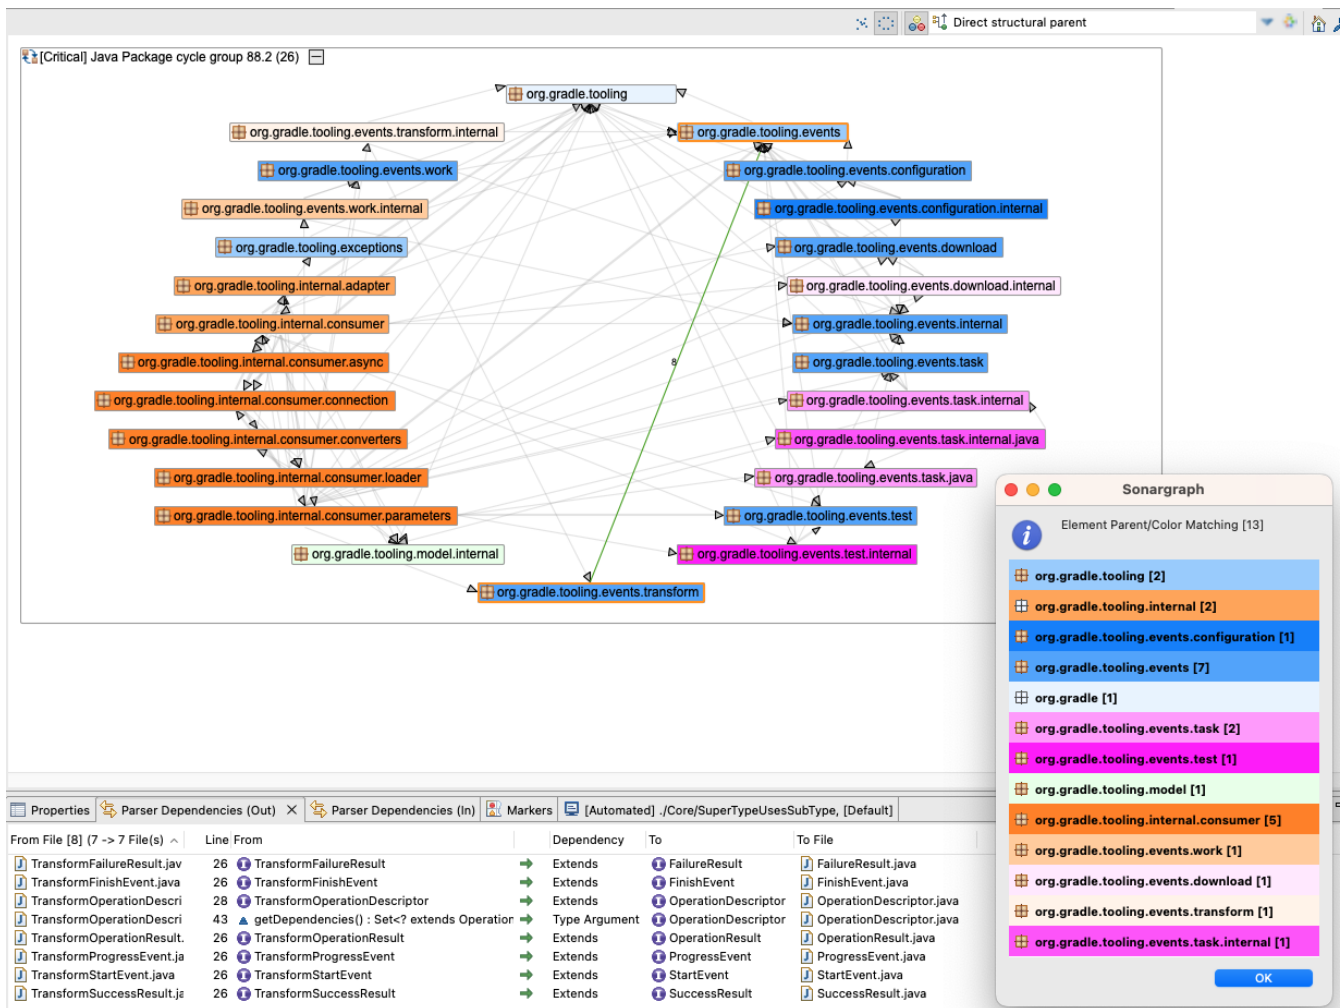 Direct structural parent
[Critical] Java Package cycle group 88.2 (26)
org.gradle.tooling
org.gradle.tooling.events.transform.internal
org.gradle.tooling.events
org.gradle.tooling.events.work
org.gradle.tooling.events.configuration
org.gradle.tooling.events.work.internal
org.gradle.tooling.events.configuration.internal
org.gradle.tooling.exceptions
org.gradle.tooling.events.download
org.gradle.tooling.internal.adapter
org.gradle.tooling.events.download.internal
org.gradle.tooling.internal.consumer
org.gradle.tooling.events.internal
org.gradle.tooling.internal.consumer.async
8
org.gradle.tooling.events.task
org.gradle.tooling.internal.consumer.connection
org.gradle.tooling.events.task.internal
org.gradle.tooling.internal.consumer.converters
org.gradle.tooling.events.task.internal.java
org.gradle.tooling.internal.consumer.loader
org.gradle.tooling.events.task.java
org.gradle.tooling.internal.consumer.parameters
org.gradle.tooling.events.test
org.gradle.tooling.model.internal
org.gradle.tooling.events.test.internal
org.gradle.tooling.events.transform
Sonargraph
Element Parent/Color Matching [13]
org.gradle.tooling [2]
org.gradle.tooling.internal [2]
org.gradle.tooling.events.configuration [1]
org.gradle.tooling.events [7]
org.gradle [1]
org.gradle.tooling.events.task [2]
org.gradle.tooling.events.test [1]
org.gradle.tooling.model [1]
org.gradle.tooling.internal.consumer [5]
org.gradle.tooling.events.work [1]
org.gradle.tooling.events.download [1]
org.gradle.tooling.events.transform [1]
org.gradle.tooling.events.task.internal [1]
OK
Properties Parser Dependencies (Out) Parser Dependencies (In) Markers [Automated] ./Core/SuperTypeUsesSubType, [Default]
From File [8] (7 -> 7 File(s) Line From Dependency To To File
TransformFailureResult.jav 26 TransformFailureResult Extends FailureResult FailureResult.java
TransformFinishEvent.java 26 TransformFinishEvent Extends FinishEvent FinishEvent.java
TransformOperationDescri 28 TransformOperationDescriptor Extends OperationDescriptor OperationDescriptor.java
TransformOperationDescri 43 getDependencies() : Set<? extends Operation Type Argument OperationDescriptor OperationDescriptor.java
TransformOperationResult. 26 TransformOperationResult Extends OperationResult OperationResult.java
TransformProgressEvent.ja 26 TransformProgressEvent Extends ProgressEvent ProgressEvent.java
TransformStartEvent.java 26 TransformStartEvent Extends StartEvent StartEvent.java
TransformSuccessResult.ja 26 TransformSuccessResult Extends SuccessResult SuccessResult.java